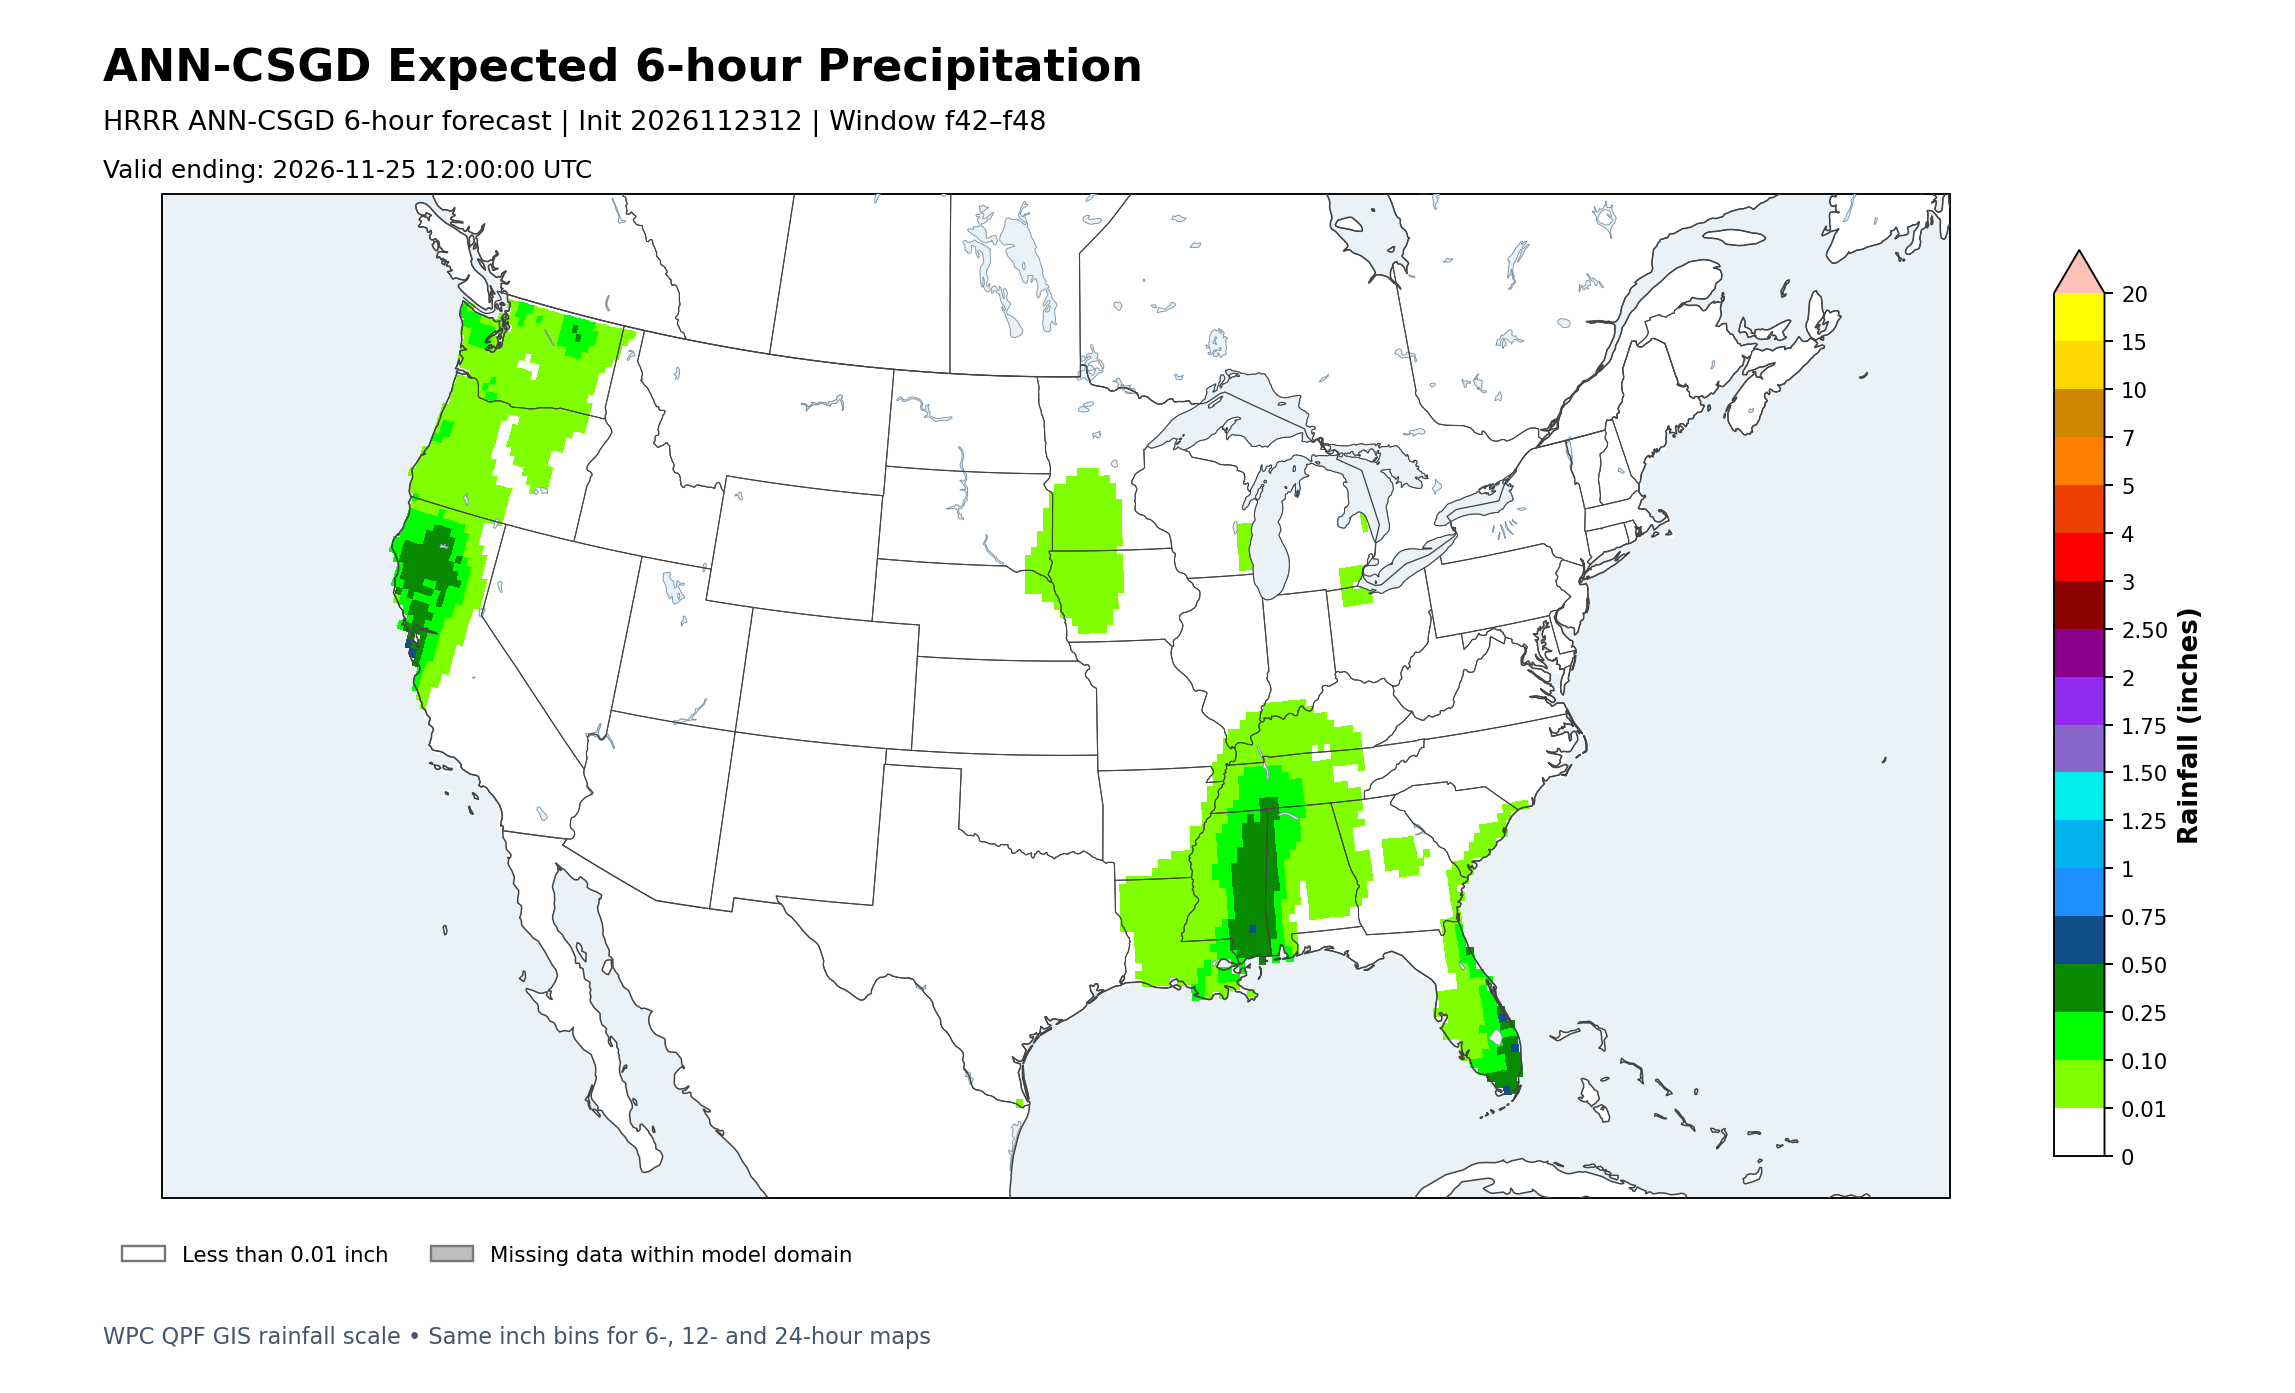 ANN-CSGD Expected 6-hour Precipitation
HRRR ANN-CSGD 6-hour forecast | Init 2026112312 | Window f42–f48
Valid ending: 2026-11-25 12:00:00 UTC
20
15
10
7
5
4
3
2.50
2
1.75
1.50
1.25
1
0.75
0.50
0.25
0.10
0.01
0
Rainfall (inches)
Less than 0.01 inch
Missing data within model domain
WPC QPF GIS rainfall scale • Same inch bins for 6-, 12- and 24-hour maps